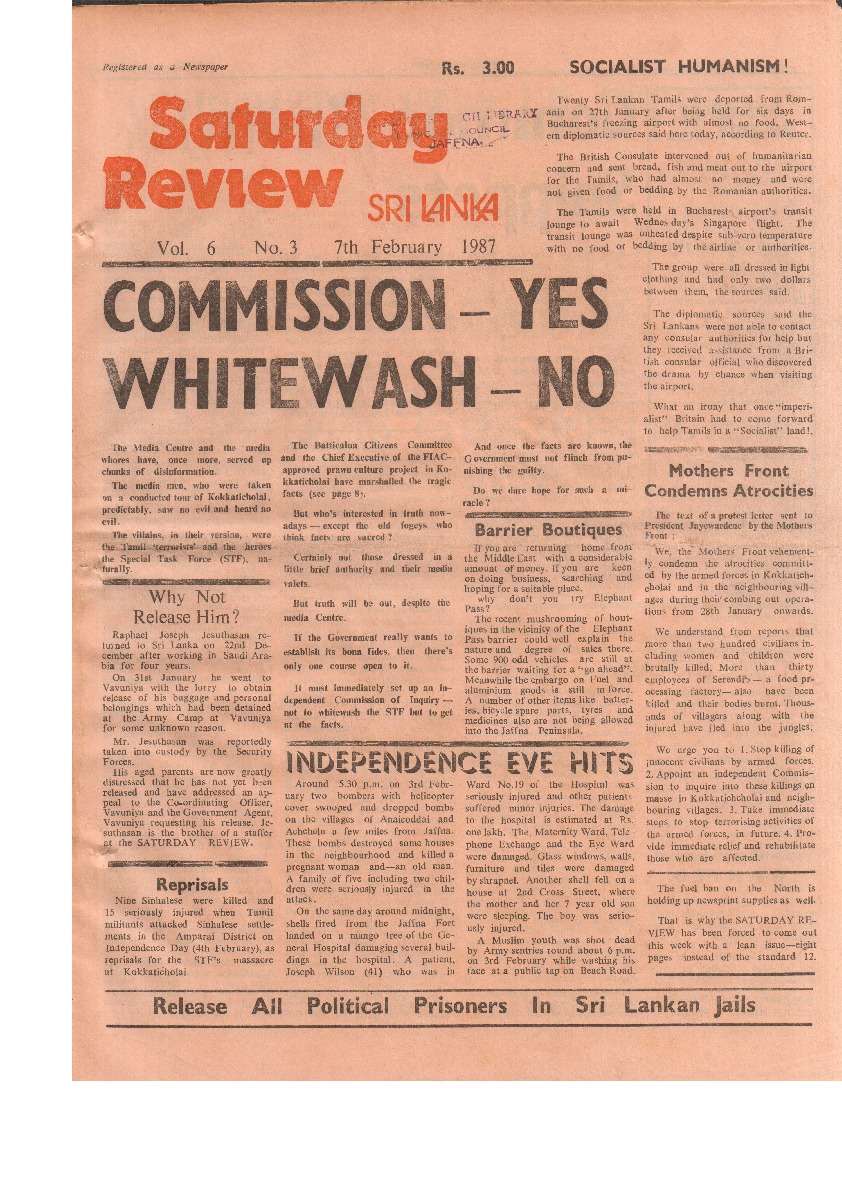 Registered as a Newspaper
Rs. 3.00
SOCIALIST HUMANISM!
Saturday
Review
SRI LANKA
LIBRARY
COUNCIL
JAFFNA
Vol. 6 No. 3 7th February 1987
COMMISSION – YES
WHITEWASH – NO
The Media Centre and the media
whores have, once more, served up
chunks of disinformation.
The media men, who were taken
on a conducted tour of Kokkaticholai,
predictably, saw no evil and heard no
evil.
The villains, in their version, were
the Tamil 'terrorists' and the heroes
the Special Task Force (STF), na-
turally.
Why Not
Release Him?
Raphael Joseph Jesuthasan re-
turned to Sri Lanka on 22nd De-
cember after working in Saudi Ara-
bia for four years.
On 31st January he went to
Vavuniya with the lorry to obtain
release of his baggage and personal
belongings which had been detained
at the Army Camp at Vavuniya
for some unknown reason.
Mr. Jesuthasan was reportedly
taken into custody by the Security
Forces.
His aged parents are now greatly
distressed that he has not yet been
released and have addressed an ap-
peal to the Co-ordinating Officer,
Vavuniya and the Government Agent,
Vavuniya requesting his release. Je-
suthasan is the brother of a staffer
at the SATURDAY REVIEW.
Reprisals
Nine Sinhalese were killed and
15 seriously injured when Tamil
militants attacked Sinhalese settle-
ments in the Amparai District on
Independence Day (4th February), as
reprisals for the STF's massacre
at Kokkaticholai
The Batticaloa Citizens Committee
and the Chief Executive of the FIAC-
approved prawn culture project in Ko-
kkaticholai have marshalled the tragic
facts (see page 8).
But who's interested in truth now-
adays — except the old fogeys who
think facts are sacred?
Certainly not those dressed in a
little brief authority and their media
valets.
But truth will be out, despite the
media Centre.
If the Government really wants to
establish its bona fides, then there's
only one course open to it.
It must immediately set up an in-
dependent Commission of Inquiry —
not to whitewash the STF but to get
at the facts.
And once the facts are known, the
Government must not flinch from pu-
nishing the guilty.
Do we dare hope for such a mi-
racle?
Barrier Boutiques
If you are returning home from
the Middle East with a considerable
amount of money. If you are keen
on doing business, searching and
hoping for a suitable place.
why don't you try Elephant
Pass?
The recent mushrooming of bout-
iques in the vicinity of the Elephant
Pass barrier could well explain the
nature and degree of sales there.
Some 900 odd vehicles are still at
the barrier waiting for a "go ahead".
Meanwhile the embargo on Fuel and
aluminium goods is still in force.
A number of other items like batter-
ies, bicycle spare parts, tyres and
medicines also are not being allowed
into the Jaffna Peninsula.
INDEPENDENCE EVE HITS
Around 5.30 p.m. on 3rd Febr-
uary two bombers with helicopter
cover swooped and dropped bombs
on the villages of Anaicoddai and
Achchelu a few miles from Jaffna.
These bombs destroyed some houses
in the neighbourhood and killed a
pregnant woman and—an old man.
A family of five including two chil-
dren were seriously injured in the
attack.
On the same day around midnight,
shells fired from the Jaffna Fort
landed on a mango tree of the Ge-
neral Hospital damaging several buil-
dings in the hospital. A patient,
Joseph Wilson (41) who was in
Ward No.19 of the Hospital was
seriously injured and other patients
suffered minor injuries. The damage
to the hospital is estimated at Rs.
one lakh. The Maternity Ward, Tele-
phone Exchange and the Eye Ward
were damaged. Glass windows, walls,
furniture and tiles were damaged
by shrapnel. Another shell fell on a
house at 2nd Cross Street, where
the mother and her 7 year old son
were sleeping. The boy was serio-
usly injured.
A Muslim youth was shot dead
by Army sentries round about 6 p.m.
on 3rd February while washing his
face at a public tap on Beach Road.
Twenty Sri Lankan Tamils were deported from Rom-
ania on 27th January after being held for six days in
Bucharest's freezing airport with almost no food. West-
ern diplomatic sources said here today, according to Reuter.
The British Consulate intervened out of humanitarian
concern and sent bread, fish and meat out to the airport
for the Tamils, who had almost no money and were
not given food or bedding by the Romanian authorities.
The Tamils were held in Bucharest airport's transit
lounge to await Wednesday's Singapore flight. The
transit lounge was unheated despite sub-zero temperature
with no food or bedding by the airline or authorities.
The group were all dressed in light
clothing and had only two dollars
between them, the sources said.
The diplomatic sources said the
Sri Lankans were not able to contact
any consular authorities for help but
they received assistance from a Bri-
tish consular official who discovered
the drama by chance when visiting
the airport.
What an irony that once "imperi-
alist" Britain had to come forward
to help Tamils in a "Socialist" land!.
Mothers Front
Condemns Atrocities
The text of a protest letter sent to
President Jayewardene by the Mothers
Front :
We, the Mothers Front vehement-
ly condemn the atrocities committ-
ed by the armed forces in Kokkatich-
cholai and in the neighbouring vill-
ages during their combing out opera-
tions from 28th January onwards.
We understand from reports that
more than two hundred civilians in-
cluding women and children were
brutally killed. More than thirty
employees of Serendib — a food pr-
ocessing factory— also have been
killed and their bodies burnt. Thous-
ands of villagers along with the
injured have fled into the jungles.
We urge you to 1. Stop killing of
innocent civilians by armed forces.
2. Appoint an independent Commis-
sion to inquire into these killings en
masse in Kokkatichcholai and neigh-
bouring villages. 3. Take immediate
steps to stop terrorising activities of
the armed forces, in future. 4. Pro-
vide immediate relief and rehabilitate
those who are affected.
The fuel ban on the North is
holding up newsprint supplies as well.
That is why the SATURDAY RE-
VIEW has been forced to come out
this week with a lean issue—eight
pages instead of the standard 12.
Release All Political Prisoners In Sri Lankan Jails